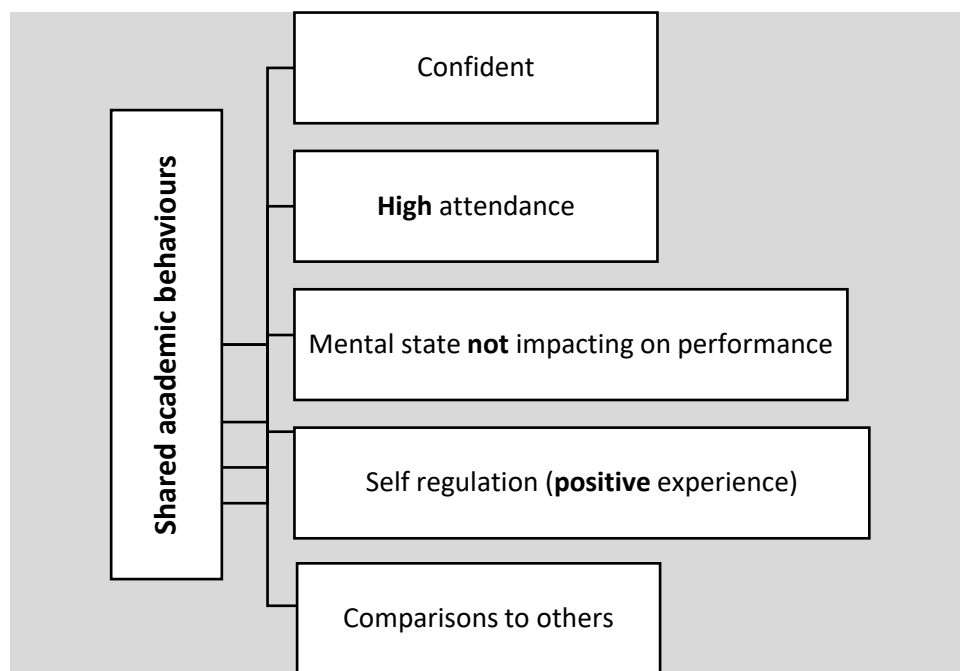 Shared academic behaviours
Confident
High attendance
Mental state not impacting on performance
Self regulation (positive experience)
Comparisons to others